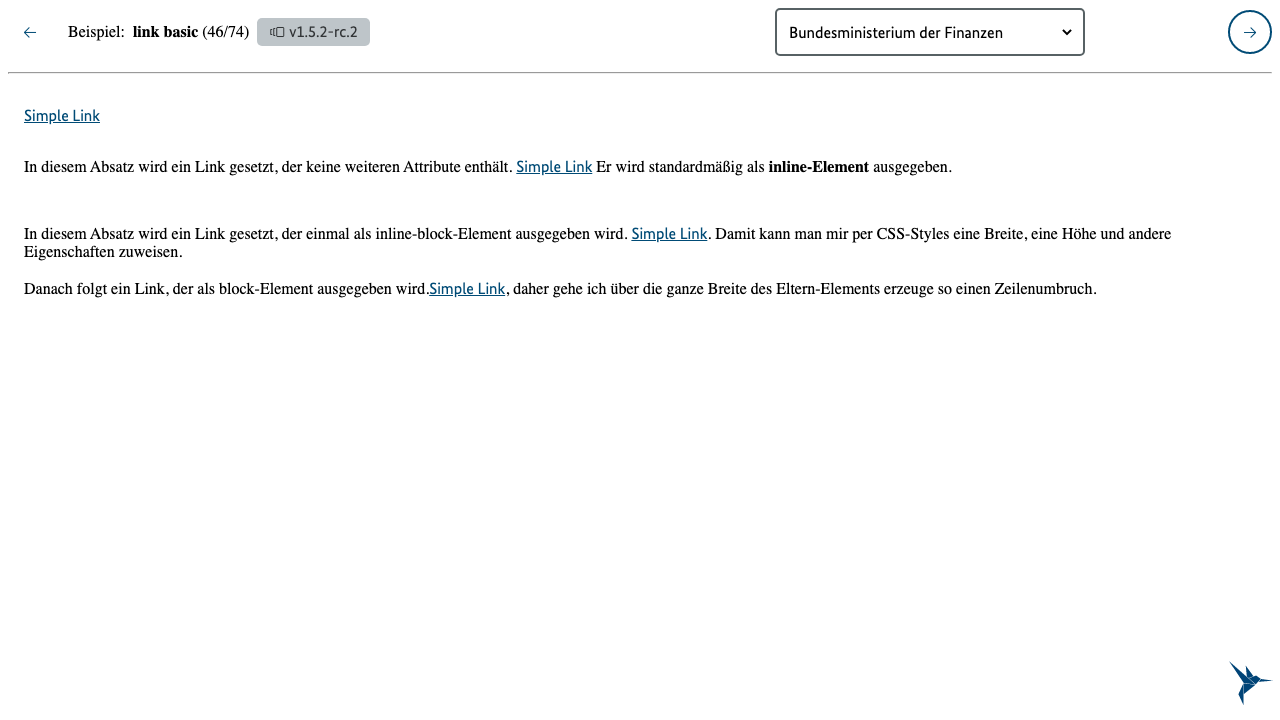 Beispiel: link basic (46/74) v1.5.2-rc.2 Bundesministerium der Finanzen
Simple Link
In diesem Absatz wird ein Link gesetzt, der keine weiteren Attribute enthält. Simple Link Er wird standardmäßig als inline-Element ausgegeben.
In diesem Absatz wird ein Link gesetzt, der einmal als inline-block-Element ausgegeben wird. Simple Link. Damit kann man mir per CSS-Styles eine Breite, eine Höhe und andere
Eigenschaften zuweisen.
Danach folgt ein Link, der als block-Element ausgegeben wird.Simple Link, daher gehe ich über die ganze Breite des Eltern-Elements erzeuge so einen Zeilenumbruch.